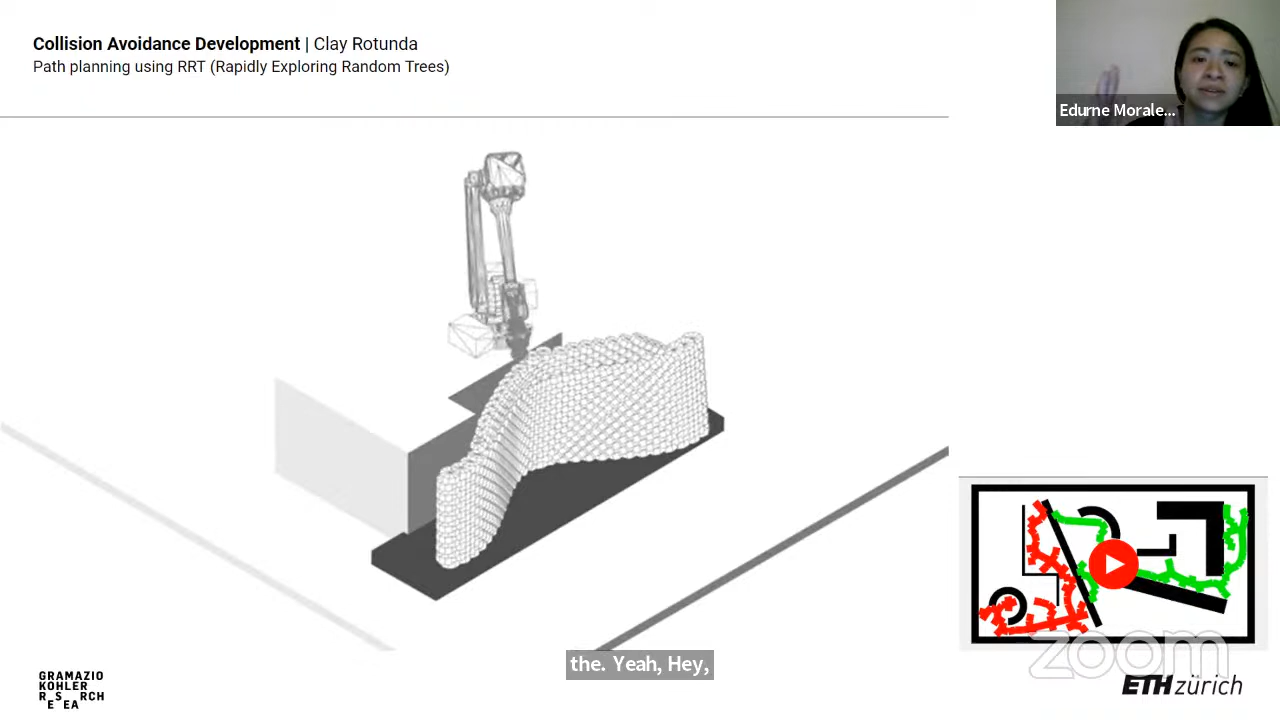 Collision Avoidance Development | Clay Rotunda
Path planning using RRT (Rapidly Exploring Random Trees)
Edurne Morale...
the. Yeah, Hey,
zoom
GRAMAZIO
KOHLER
RESEARCH
ETH zürich